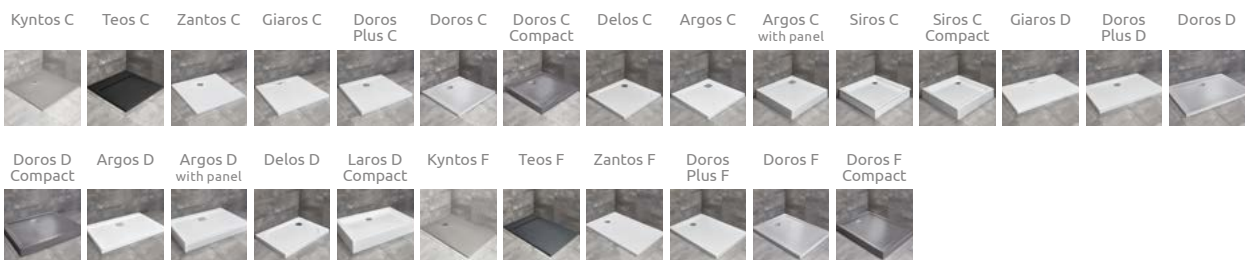 Kyntos C
Teos C
Zantos C
Giaros C
Doros
Plus C
Doros C
Doros C
Compact
Delos C
Argos C
Argos C
with panel
Siros C
Siros C
Compact
Giaros D
Doros
Plus D
Doros D
Doros D
Compact
Argos D
Argos D
with panel
Delos D
Laros D
Compact
Kyntos F
Teos F
Zantos F
Doros
Plus F
Doros F
Doros F
Compact